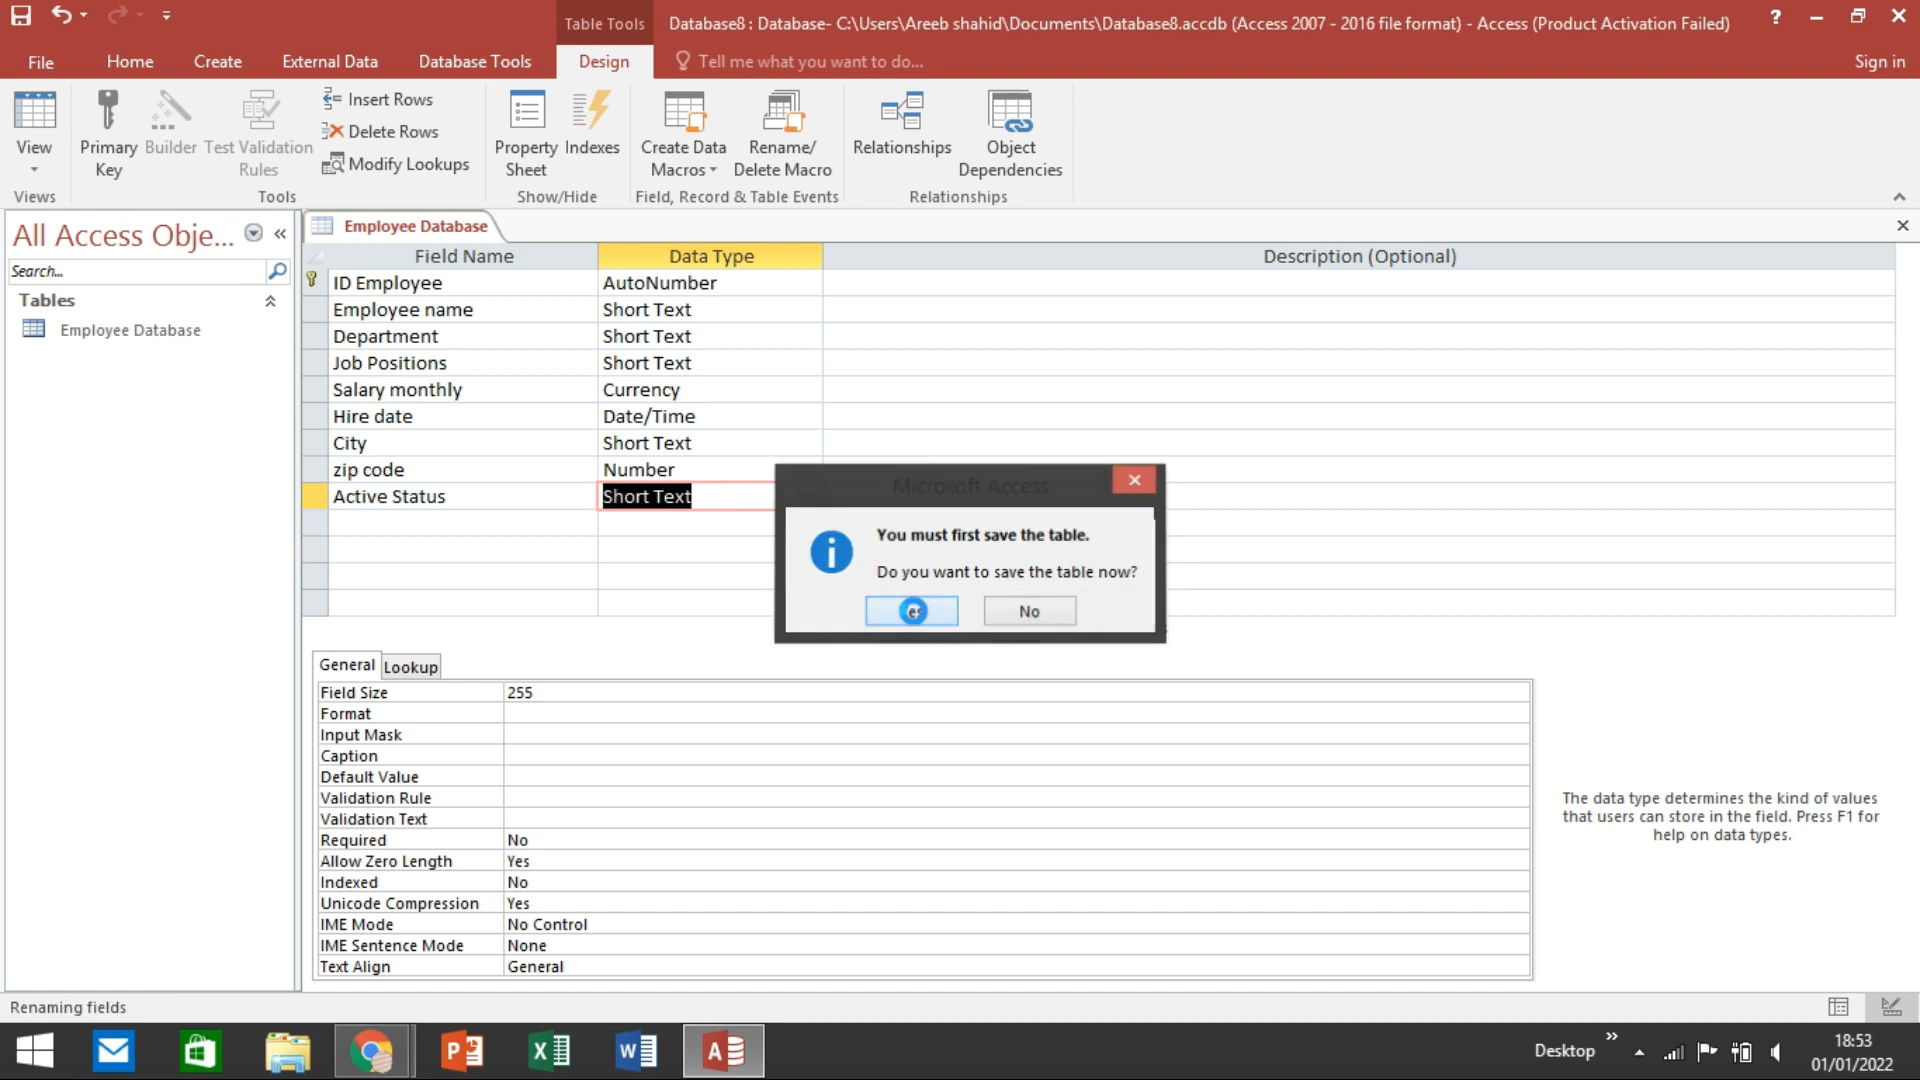 Table Tools
Database8 : Database- C:\Users\Areeb shahid\Documents\Database8.accdb (Access 2007 - 2016 file format) - Access (Product Activation Failed)
?
File
Home
Create
External Data
Database Tools
Design
Tell me what you want to do...
Sign in
View
Primary Key
Builder
Test Validation Rules
Insert Rows
Delete Rows
Modify Lookups
Property Sheet
Indexes
Create Data Macros
Rename/ Delete Macro
Relationships
Object Dependencies
Views
Tools
Show/Hide
Field, Record & Table Events
Relationships
All Access Obje...
Search...
Tables
Employee Database
Employee Database
Field Name Data Type Description (Optional)
ID Employee AutoNumber
Employee name Short Text
Department Short Text
Job Positions Short Text
Salary monthly Currency
Hire date Date/Time
City Short Text
zip code Number
Active Status Short Text
Microsoft Access
You must first save the table.
Do you want to save the table now?
No
General Lookup
Field Size 255
Format
Input Mask
Caption
Default Value
Validation Rule
Validation Text
Required No
Allow Zero Length Yes
Indexed No
Unicode Compression Yes
IME Mode No Control
IME Sentence Mode None
Text Align General
The data type determines the kind of values
that users can store in the field. Press F1 for
help on data types.
Renaming fields
Desktop
18:53
01/01/2022